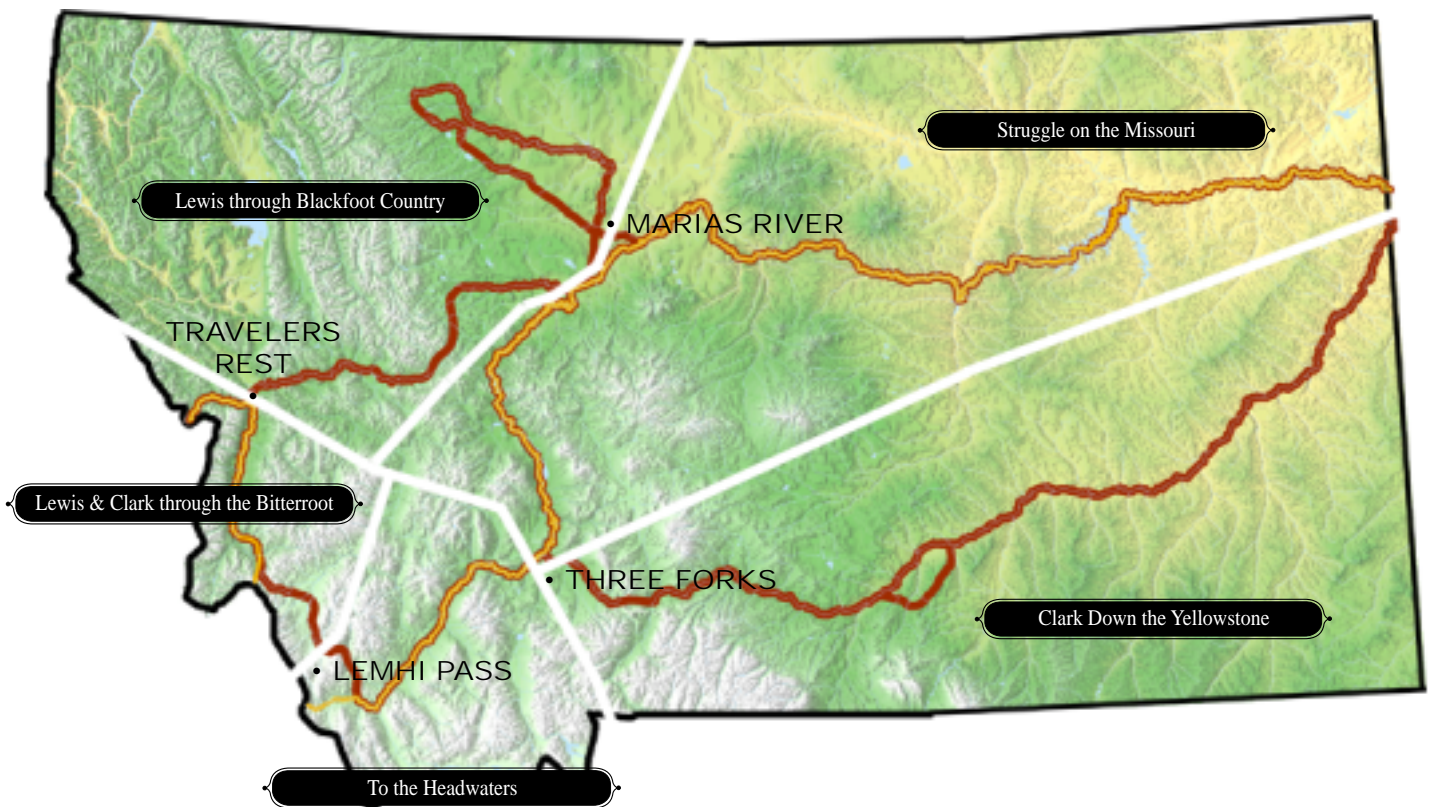 Struggle on the Missouri
Lewis through Blackfoot Country
MARIAS RIVER
TRAVELERS
REST
Lewis & Clark through the Bitterroot
THREE FORKS
Clark Down the Yellowstone
LEMHI PASS
To the Headwaters